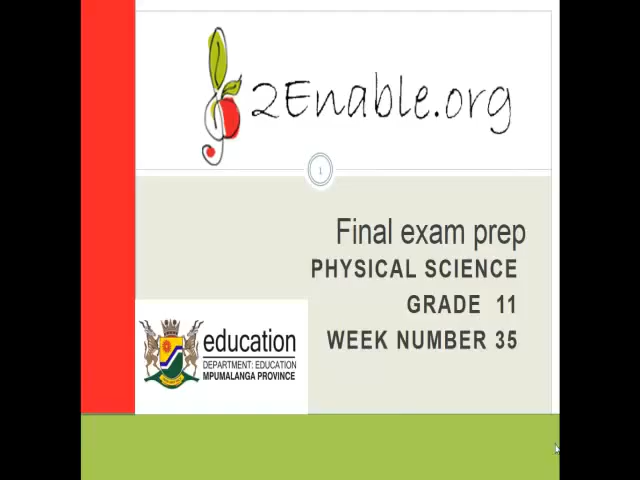 2Enable.org
1
Final exam prep
PHYSICAL SCIENCE
GRADE 11
WEEK NUMBER 35
education
DEPARTMENT: EDUCATION
MPUMALANGA PROVINCE